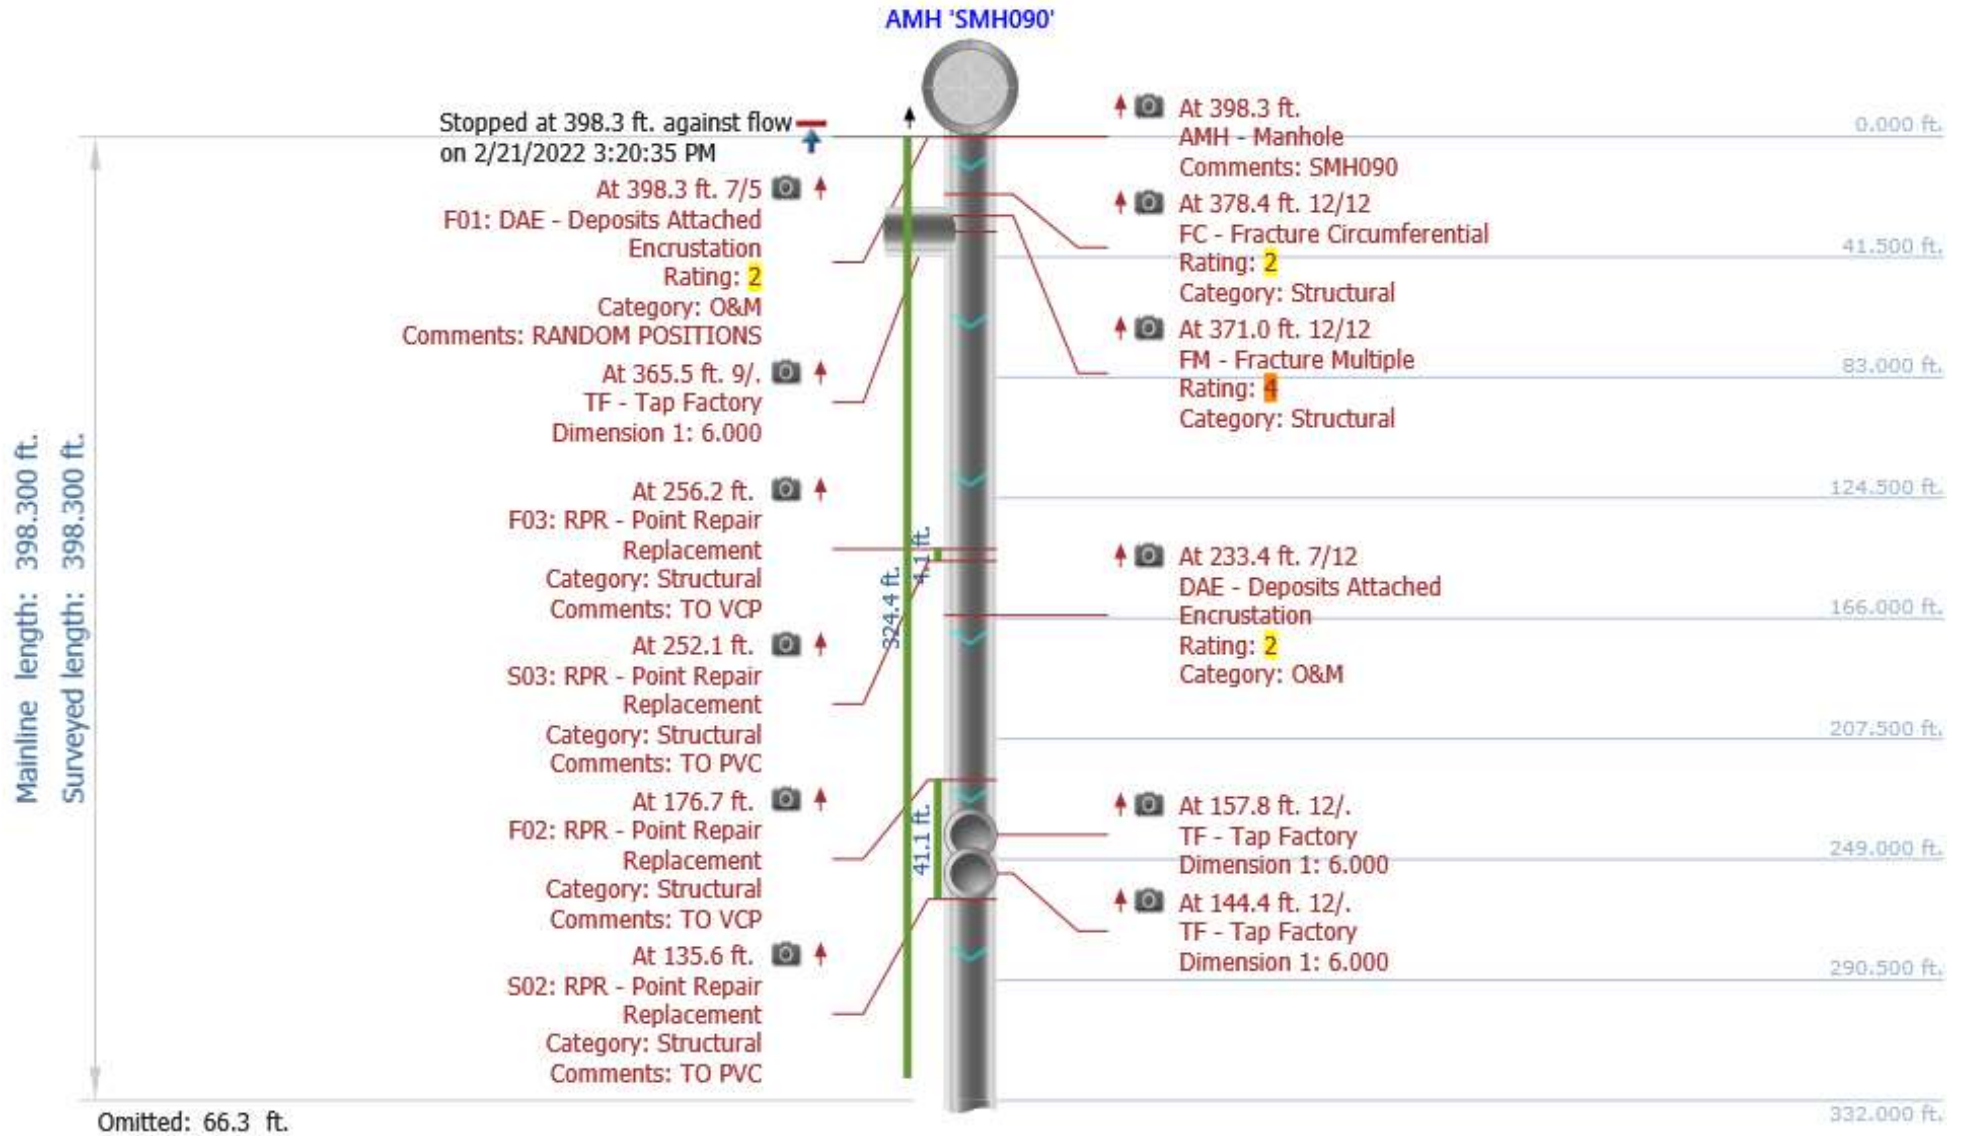 AMH 'SMH090'
Stopped at 398.3 ft. against flow
on 2/21/2022 3:20:35 PM
At 398.3 ft. 7/5
F01: DAE - Deposits Attached
Encrustation
Rating: 2
Category: O&M
Comments: RANDOM POSITIONS
At 365.5 ft. 9/.
TF - Tap Factory
Dimension 1: 6.000
At 256.2 ft.
F03: RPR - Point Repair
Replacement
Category: Structural
Comments: TO VCP
At 252.1 ft.
S03: RPR - Point Repair
Replacement
Category: Structural
Comments: TO PVC
At 176.7 ft.
F02: RPR - Point Repair
Replacement
Category: Structural
Comments: TO VCP
At 135.6 ft.
S02: RPR - Point Repair
Replacement
Category: Structural
Comments: TO PVC
Mainline length: 398.300 ft.
Surveyed length: 398.300 ft.
324.4 ft.
4.1 ft.
41.1 ft.
At 398.3 ft.
AMH - Manhole
Comments: SMH090
At 378.4 ft. 12/12
FC - Fracture Circumferential
Rating: 2
Category: Structural
At 371.0 ft. 12/12
FM - Fracture Multiple
Rating: 4
Category: Structural
At 233.4 ft. 7/12
DAE - Deposits Attached
Encrustation
Rating: 2
Category: O&M
At 157.8 ft. 12/.
TF - Tap Factory
Dimension 1: 6.000
At 144.4 ft. 12/.
TF - Tap Factory
Dimension 1: 6.000
0.000 ft.
41.500 ft.
83.000 ft.
124.500 ft.
166.000 ft.
207.500 ft.
249.000 ft.
290.500 ft.
332.000 ft.
Omitted: 66.3 ft.